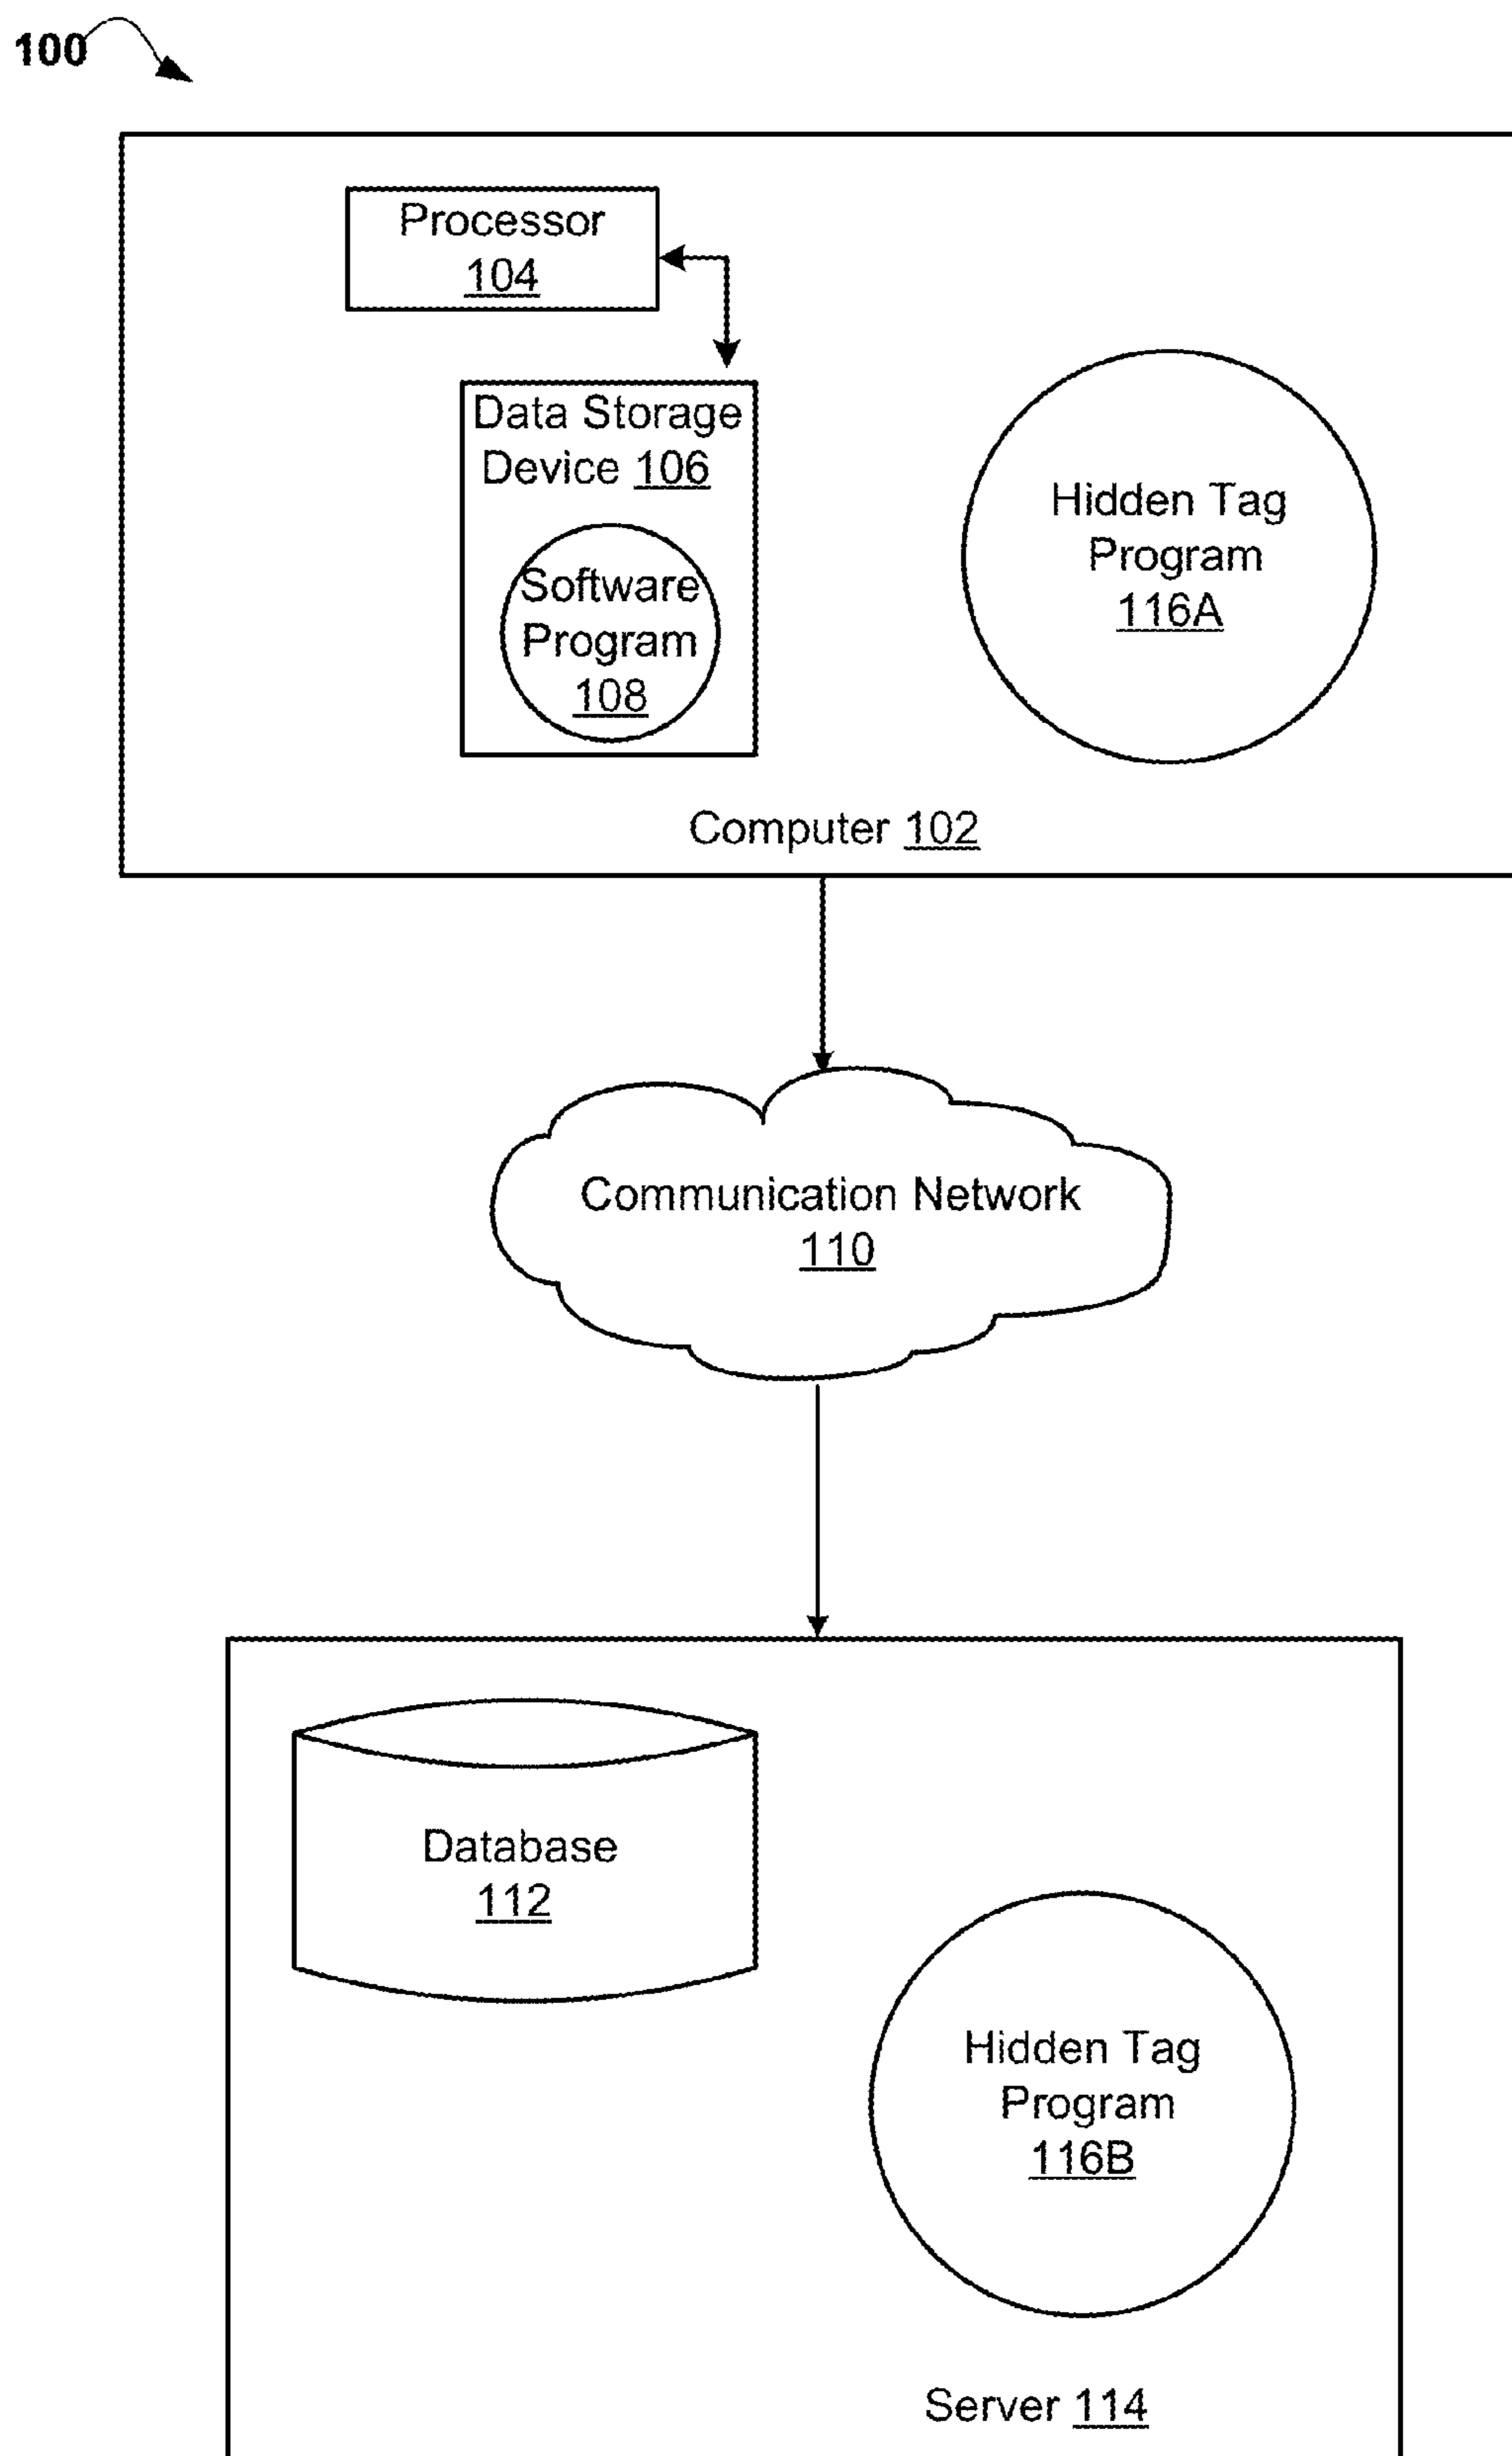 100
Processor
104
Data Storage
Device 106
Software
Program
108
Hidden Tag
Program
116A
Computer 102
Communication Network
110
Database
112
Hidden Tag
Program
116B
Server 114